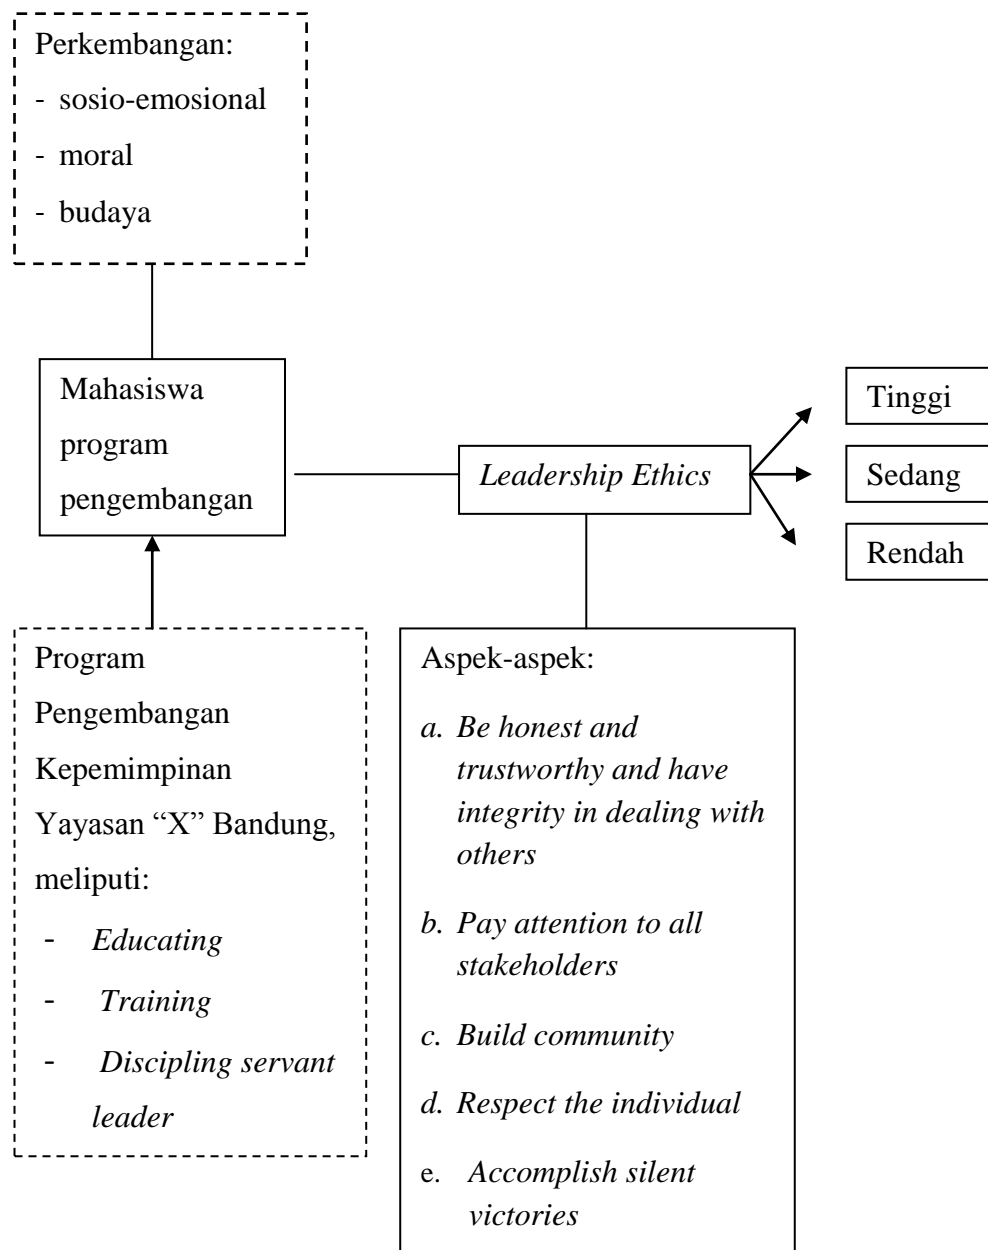 Perkembangan:
- sosio-emosional
- moral
- budaya
Mahasiswa
program
pengembangan
Leadership Ethics
Tinggi
Sedang
Rendah
Program
Pengembangan
Kepemimpinan
Yayasan “X” Bandung,
meliputi:
- Educating
- Training
- Discipling servant
leader
Aspek-aspek:
a. Be honest and
trustworthy and have
integrity in dealing with
others
b. Pay attention to all
stakeholders
c. Build community
d. Respect the individual
e. Accomplish silent
victories